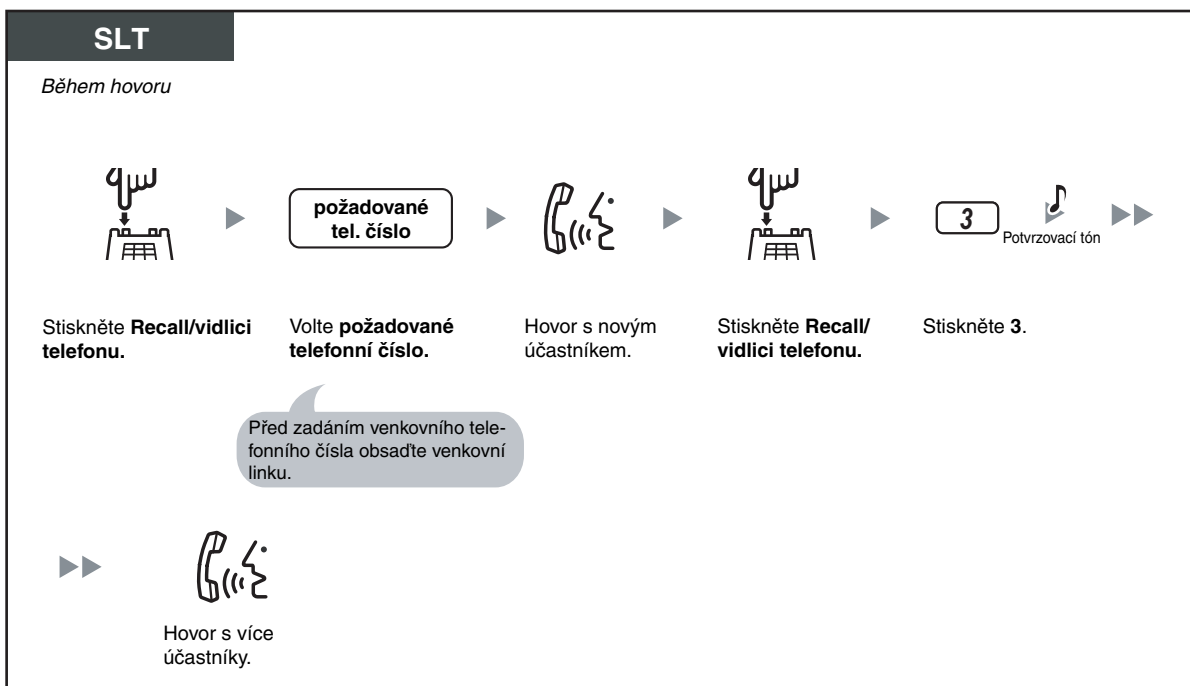 SLT
Během hovoru
požadované
tel. číslo
3
Potvrzovací tón
Stiskněte Recall/vidlici
telefonu.
Volte požadované
telefonní číslo.
Hovor s novým
účastníkem.
Stiskněte Recall/
vidlici telefonu.
Stiskněte 3.
Před zadáním venkovního tele-
fonního čísla obsaďte venkovní
linku.
Hovor s více
účastníky.